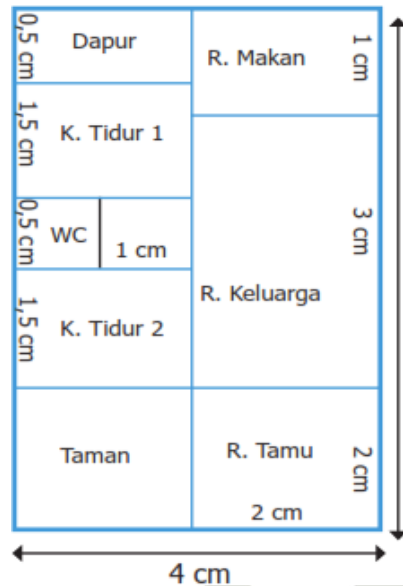 0,5 cm
Dapur
R. Makan
1 cm
1,5 cm
K. Tidur 1
0,5 cm
WC
1 cm
3 cm
1,5 cm
K. Tidur 2
R. Keluarga
Taman
R. Tamu
2 cm
2 cm
4 cm